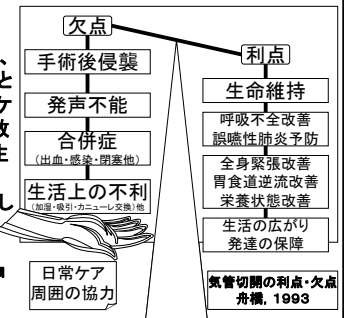 、
と
ケ
生
し
欠点
手術後侵襲
発声不能
合併症
(出血・感染・閉塞他)
生活上の不利
(加湿・吸引・カニューレ交換)他
日常ケア
周囲の協力
利点
生命維持
呼吸不全改善
誤嚥性肺炎予防
全身緊張改善
胃食道逆流改善
栄養状態改善
生活の広がり
発達の保障
気管切開の利点・欠点
舟橋, 1993